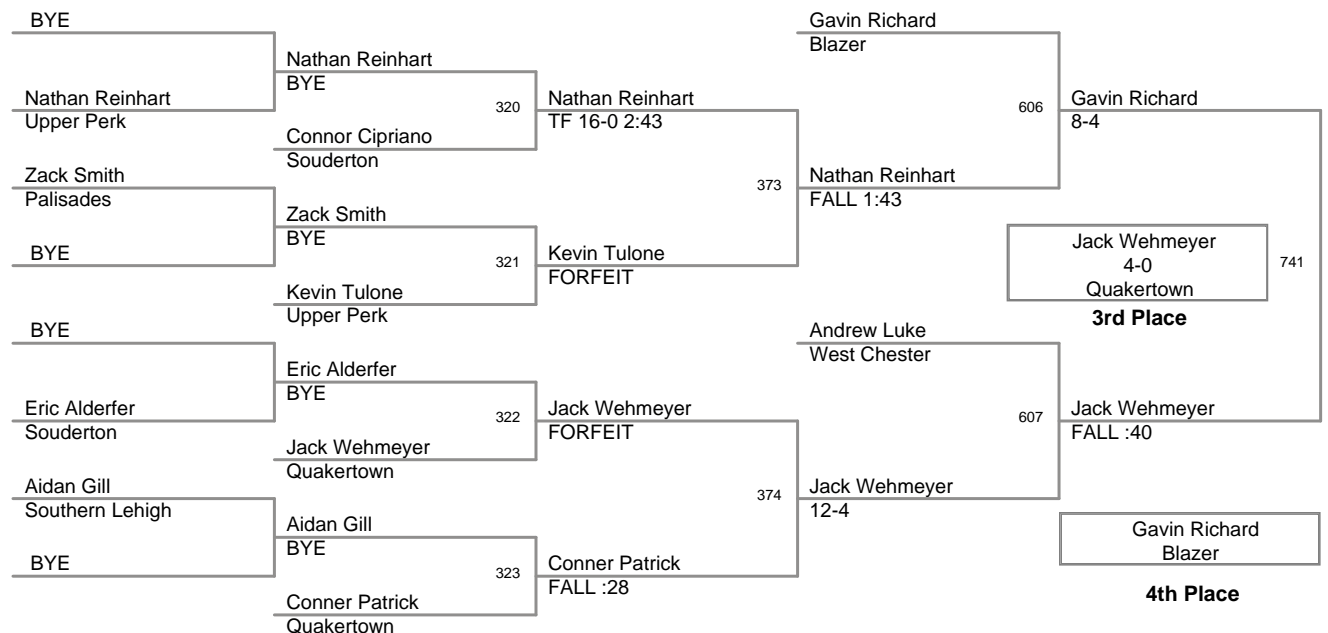 BYE
Nathan Reinhart
Upper Perk
Zack Smith
Palisades
BYE
BYE
Eric Alderfer
Souderton
Aidan Gill
Southern Lehigh
BYE
Nathan Reinhart
BYE
320
Connor Cipriano
Souderton
Zack Smith
BYE
321
Kevin Tulone
Upper Perk
Eric Alderfer
BYE
322
Jack Wehmeyer
Quakertown
Aidan Gill
BYE
323
Conner Patrick
Quakertown
Nathan Reinhart
TF 16-0 2:43
373
Kevin Tulone
FORFEIT
Jack Wehmeyer
FORFEIT
374
Conner Patrick
FALL :28
Gavin Richard
Blazer
606
Nathan Reinhart
FALL 1:43
Andrew Luke
West Chester
607
Jack Wehmeyer
12-4
Gavin Richard
8-4
Jack Wehmeyer
4-0
Quakertown
741
3rd Place
Jack Wehmeyer
FALL :40
Gavin Richard
Blazer
4th Place